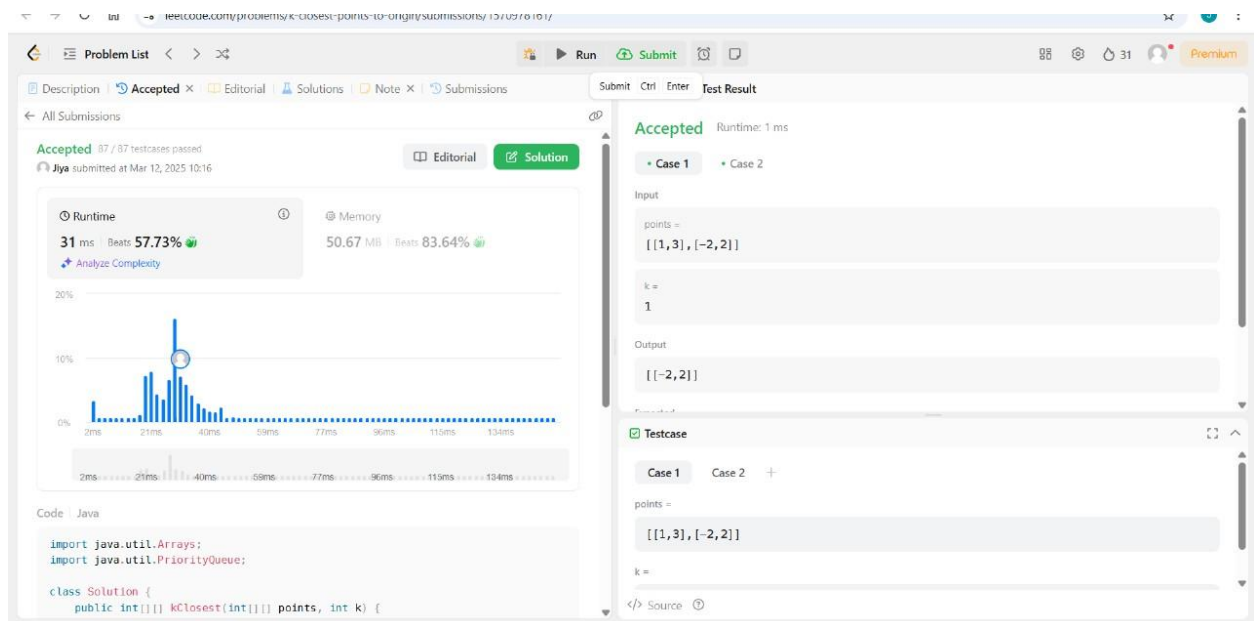 leetcode.com/problems/k-closest-points-to-origin/submissions/1570978161/
Problem List
Run
Submit
31
Premium
Description
Accepted
Editorial
Solutions
Note
Submissions
Submit Ctrl Enter
Test Result
All Submissions
Accepted 87 / 87 testcases passed
Jiya submitted at Mar 12, 2025 10:16
Editorial
Solution
Runtime
31 ms Beats 57.73%
Analyze Complexity
Memory
50.67 MB Beats 83.64%
20%
10%
0%
2ms 21ms 40ms 59ms 77ms 96ms 115ms 134ms
2ms 21ms 40ms 59ms 77ms 96ms 115ms 134ms
Code Java
import java.util.Arrays;
import java.util.PriorityQueue;
class Solution {
public int[][] kClosest(int[][] points, int k) {
Accepted Runtime: 1 ms
• Case 1 • Case 2
Input
points =
[[1,3],[-2,2]]
k =
1
Output
[[-2,2]]
Testcase
Case 1 Case 2 +
points =
[[1,3],[-2,2]]
k =
</> Source